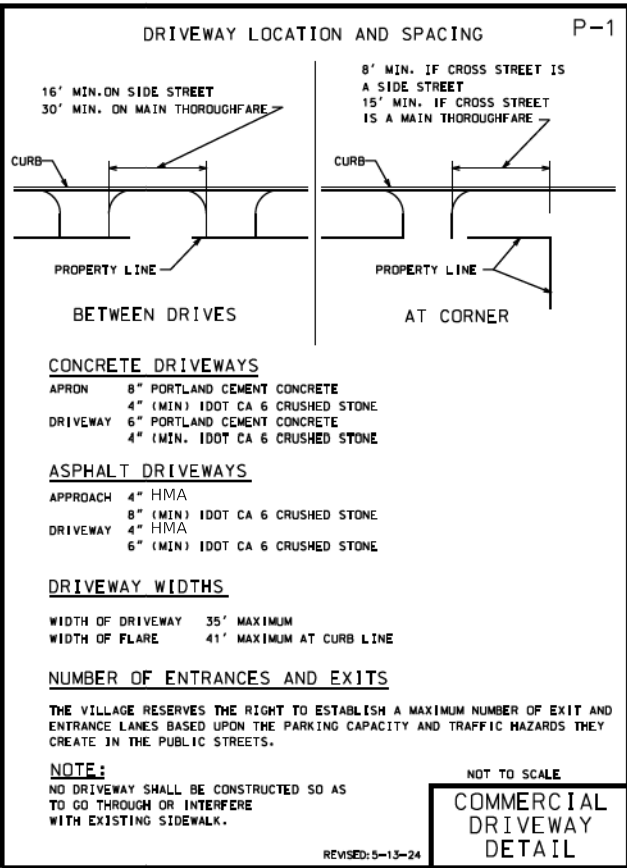 DRIVEWAY LOCATION AND SPACING
P-1
16' MIN.ON SIDE STREET
30' MIN. ON MAIN THOROUGHFARE
CURB
PROPERTY LINE
BETWEEN DRIVES
8' MIN. IF CROSS STREET IS
A SIDE STREET
15' MIN. IF CROSS STREET
IS A MAIN THOROUGHFARE
CURB
PROPERTY LINE
AT CORNER
CONCRETE DRIVEWAYS
APRON 8" PORTLAND CEMENT CONCRETE
4" (MIN) IDOT CA 6 CRUSHED STONE
DRIVEWAY 6" PORTLAND CEMENT CONCRETE
4" (MIN. IDOT CA 6 CRUSHED STONE
ASPHALT DRIVEWAYS
APPROACH 4" HMA
8" (MIN) IDOT CA 6 CRUSHED STONE
DRIVEWAY 4" HMA
6" (MIN) IDOT CA 6 CRUSHED STONE
DRIVEWAY WIDTHS
WIDTH OF DRIVEWAY 35' MAXIMUM
WIDTH OF FLARE 41' MAXIMUM AT CURB LINE
NUMBER OF ENTRANCES AND EXITS
THE VILLAGE RESERVES THE RIGHT TO ESTABLISH A MAXIMUM NUMBER OF EXIT AND
ENTRANCE LANES BASED UPON THE PARKING CAPACITY AND TRAFFIC HAZARDS THEY
CREATE IN THE PUBLIC STREETS.
NOTE:
NO DRIVEWAY SHALL BE CONSTRUCTED SO AS
TO GO THROUGH OR INTERFERE
WITH EXISTING SIDEWALK.
REVISED: 5-13-24
NOT TO SCALE
COMMERCIAL
DRIVEWAY
DETAIL